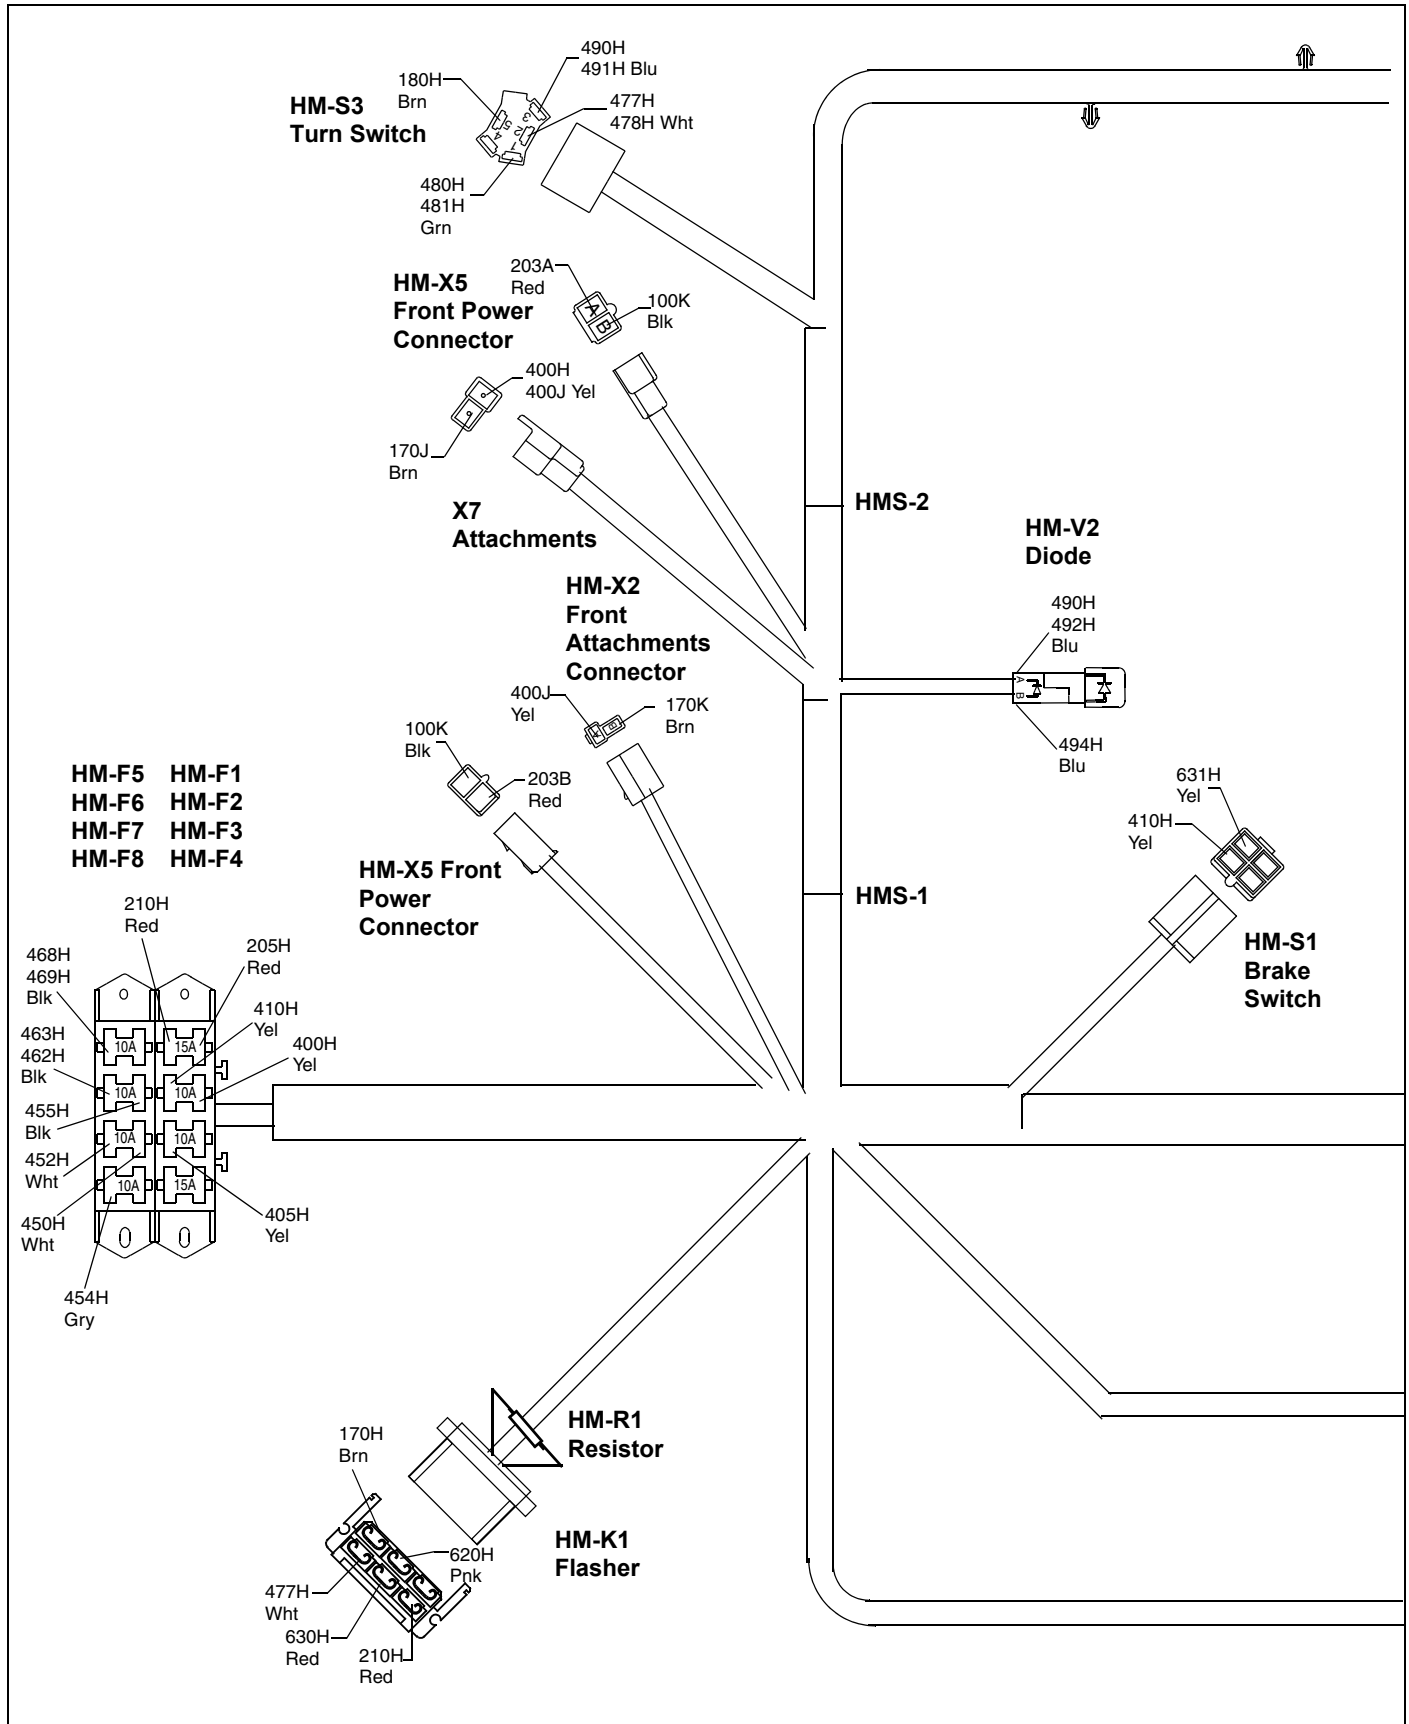 490H
491H Blu
180H
Brn
HM-S3
Turn Switch
477H
478H Wht
3
5
2
4
1
480H
481H
Grn
203A
Red
HM-X5
Front Power
Connector
A
B
100K
Blk
400H
400J Yel
170J
Brn
X7
Attachments
HMS-2
HM-V2
Diode
HM-X2
Front
Attachments
Connector
490H
492H
Blu
A
B
494H
Blu
400J
Yel
A
B
170K
Brn
100K
Blk
203B
Red
HM-F5 HM-F1
HM-F6 HM-F2
HM-F7 HM-F3
HM-F8 HM-F4
631H
Yel
410H
Yel
HM-X5 Front
Power
Connector
HMS-1
HM-S1
Brake
Switch
210H
Red
205H
Red
468H
469H
Blk
410H
Yel
463H
462H
Blk
400H
Yel
10A 15A
10A 10A
10A 10A
10A 15A
455H
Blk
452H
Wht
450H
Wht
405H
Yel
454H
Gry
HM-R1
Resistor
170H
Brn
HM-K1
Flasher
620H
Pnk
477H
Wht
630H
Red
210H
Red